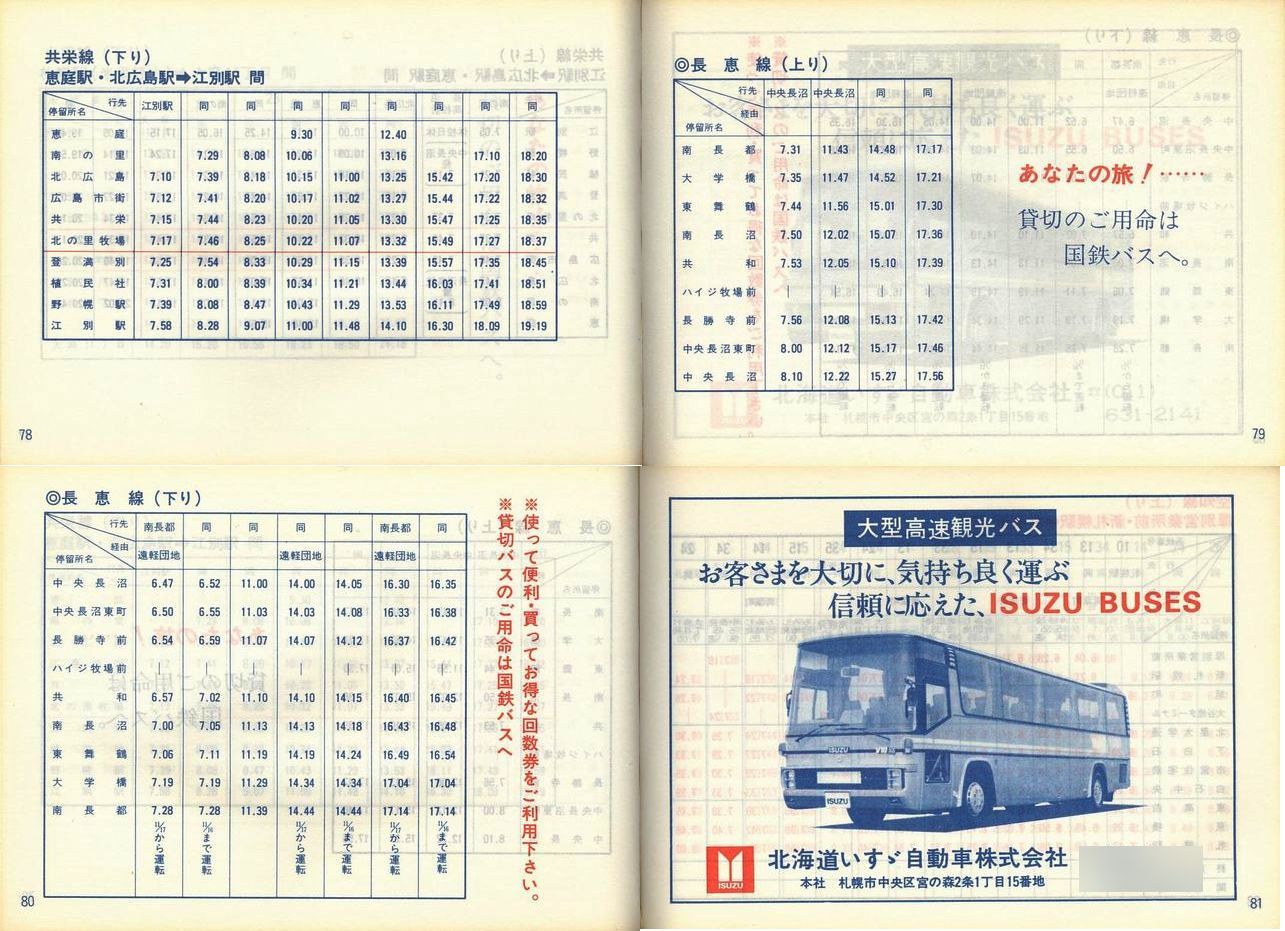 共栄線（下り）
恵庭駅・北広島駅➡江別駅 間
行先 江別駅 同 同 同 同 同 同 同 同
停留所名
恵庭 9.30 12.40
南の里 7.29 8.08 10.06 13.16 17.10 18.20
北広島 7.10 7.39 8.18 10.15 11.00 13.25 15.42 17.20 18.30
広島市街 7.12 7.41 8.20 10.17 11.02 13.27 15.44 17.22 18.32
共栄 7.15 7.44 8.23 10.20 11.05 13.30 15.47 17.25 18.35
北の里牧場 7.17 7.46 8.25 10.22 11.07 13.32 15.49 17.27 18.37
登満別 7.25 7.54 8.33 10.29 11.15 13.39 15.57 17.35 18.45
植民社 7.31 8.00 8.39 10.34 11.21 13.44 16.03 17.41 18.51
野幌駅 7.39 8.08 8.47 10.43 11.29 13.53 16.11 17.49 18.59
江別駅 7.58 8.28 9.07 11.00 11.48 14.10 16.30 18.09 19.19
78
◎長恵線（上り）
行先 中央長沼 中央長沼 同 同
経由
停留所名
南長都 7.31 11.43 14.48 17.17
大学橋 7.35 11.47 14.52 17.21
東舞鶴 7.44 11.56 15.01 17.30
南長沼 7.50 12.02 15.07 17.36
共和 7.53 12.05 15.10 17.39
ハイジ牧場前 | | | |
長勝寺前 7.56 12.08 15.13 17.42
中央長沼東町 8.00 12.12 15.17 17.46
中央長沼 8.10 12.22 15.27 17.56
あなたの旅！……
貸切のご用命は
国鉄バスへ。
79
◎長恵線（下り）
行先 南長都 同 同 同 同 南長都 同
経由 遠軽団地 遠軽団地 遠軽団地
停留所名
中央長沼 6.47 6.52 11.00 14.00 14.05 16.30 16.35
中央長沼東町 6.50 6.55 11.03 14.03 14.08 16.33 16.38
長勝寺前 6.54 6.59 11.07 14.07 14.12 16.37 16.42
ハイジ牧場前 | | | | | | |
共和 6.57 7.02 11.10 14.10 14.15 16.40 16.45
南長沼 7.00 7.05 11.13 14.13 14.18 16.43 16.48
東舞鶴 7.06 7.11 11.19 14.19 14.24 16.49 16.54
大学橋 7.19 7.19 11.29 14.34 14.34 17.04 17.04
南長都 7.28 7.28 11.39 14.44 14.44 17.14 17.14
から運転 まで運転 から運転 まで運転 から運転 まで運転
※使って便利・買ってお得な回数券をご利用下さい。
※貸切バスのご用命は国鉄バスへ
80
大型高速観光バス
お客さまを大切に、気持ち良く運ぶ
信頼に応えた、ISUZU BUSES
ISUZU
ISUZU
ISUZU
北海道いすゞ自動車株式会社
本社 札幌市中央区宮の森2条1丁目15番地
81